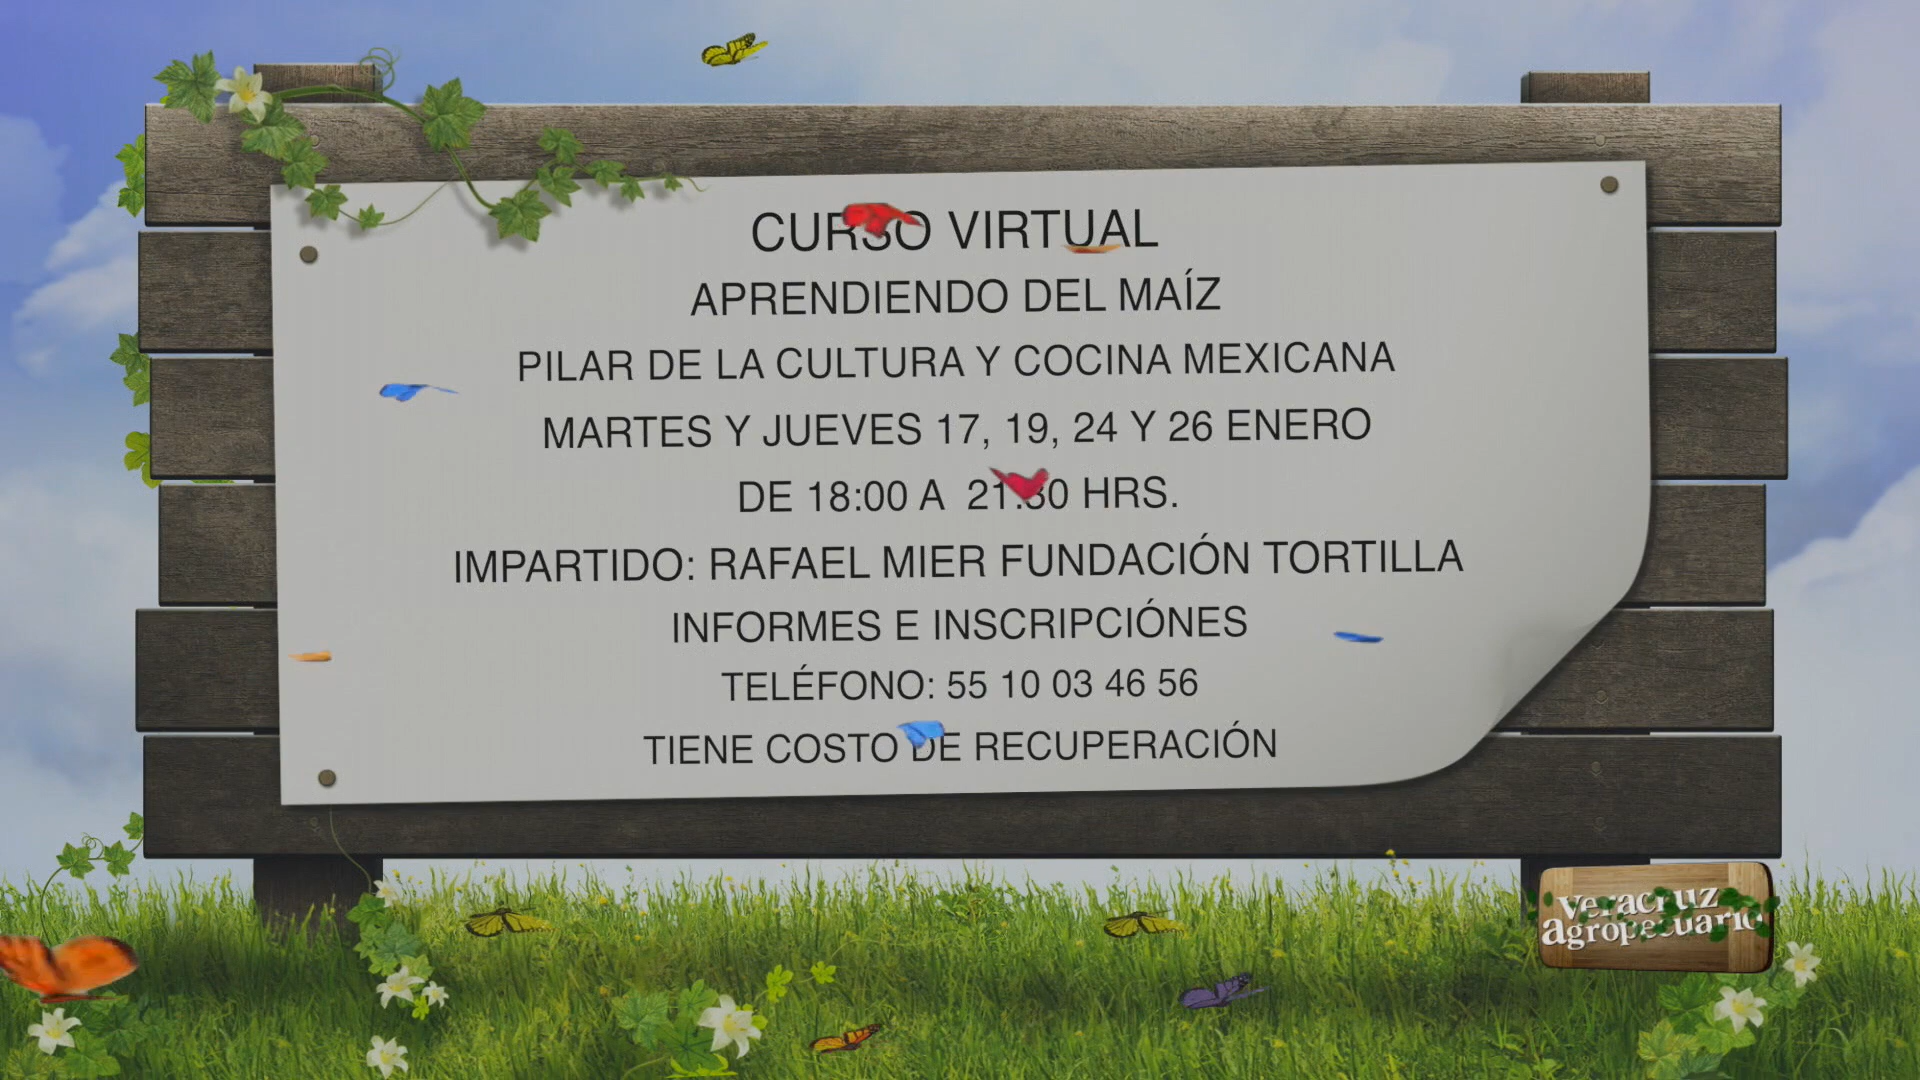 CURSO VIRTUAL
APRENDIENDO DEL MAÍZ
PILAR DE LA CULTURA Y COCINA MEXICANA
MARTES Y JUEVES 17, 19, 24 Y 26 ENERO
DE 18:00 A 21:30 HRS.
IMPARTIDO: RAFAEL MIER FUNDACIÓN TORTILLA
INFORMES E INSCRIPCIÓNES
TELÉFONO: 55 10 03 46 56
TIENE COSTO DE RECUPERACIÓN
veracruz
agropecuario